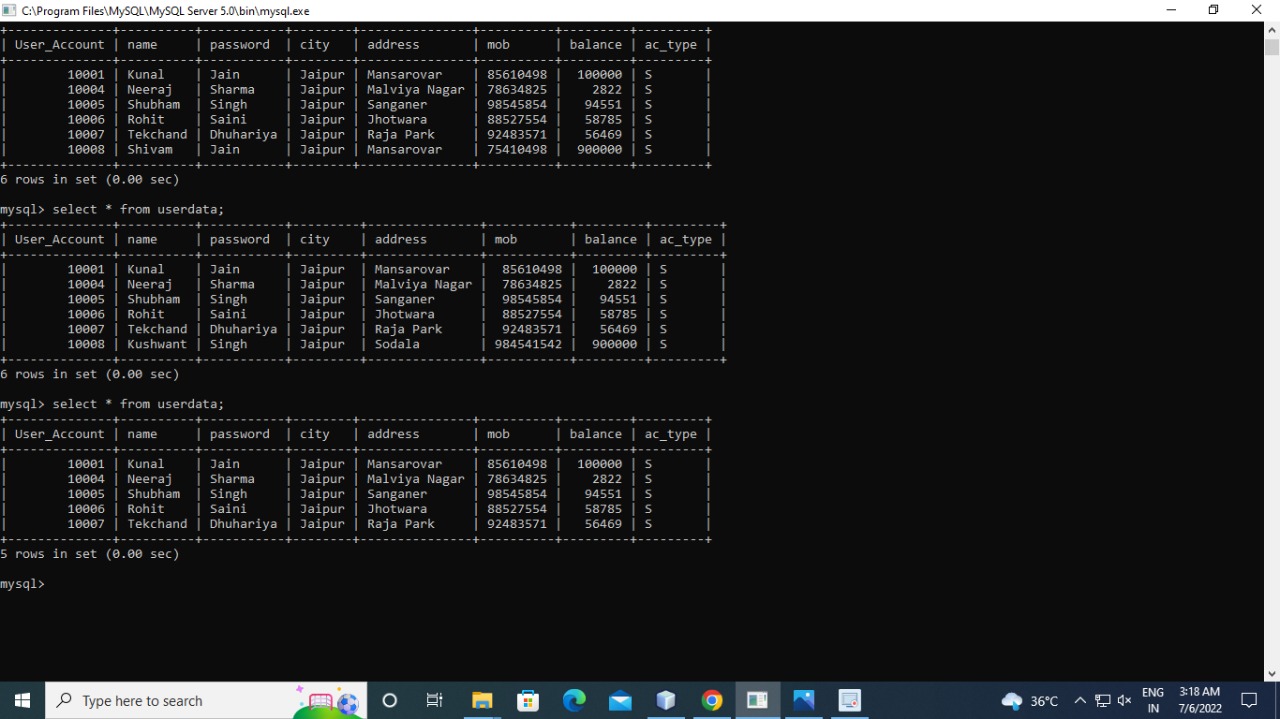 C:\Program Files\MySQL\MySQL Server 5.0\bin\mysql.exe
+--------------+----------+-----------+--------+---------------+----------+---------+---------+
| User_Account | name     | password  | city   | address       | mob      | balance | ac_type |
+--------------+----------+-----------+--------+---------------+----------+---------+---------+
|        10001 | Kunal    | Jain      | Jaipur | Mansarovar    | 85610498 |  100000 | S       |
|        10004 | Neeraj   | Sharma    | Jaipur | Malviya Nagar | 78634825 |    2822 | S       |
|        10005 | Shubham  | Singh     | Jaipur | Sanganer      | 98545854 |   94551 | S       |
|        10006 | Rohit    | Saini     | Jaipur | Jhotwara      | 88527554 |   58785 | S       |
|        10007 | Tekchand | Dhuhariya | Jaipur | Raja Park     | 92483571 |   56469 | S       |
|        10008 | Shivam   | Jain      | Jaipur | Mansarovar    | 75410498 |  900000 | S       |
+--------------+----------+-----------+--------+---------------+----------+---------+---------+
6 rows in set (0.00 sec)
mysql> select * from userdata;
+--------------+----------+-----------+---------+---------------+-----------+---------+---------+
| User_Account | name     | password  | city    | address       | mob       | balance | ac_type |
+--------------+----------+-----------+---------+---------------+-----------+---------+---------+
|        10001 | Kunal    | Jain      | Jaipur  | Mansarovar    |  85610498 |  100000 | S       |
|        10004 | Neeraj   | Sharma    | Jaipur  | Malviya Nagar |  78634825 |    2822 | S       |
|        10005 | Shubham  | Singh     | Jaipur  | Sanganer      |  98545854 |   94551 | S       |
|        10006 | Rohit    | Saini     | Jaipur  | Jhotwara      |  88527554 |   58785 | S       |
|        10007 | Tekchand | Dhuhariya | Jaipur  | Raja Park     |  92483571 |   56469 | S       |
|        10008 | Kushwant | Singh     | Jaipur  | Sodala        | 984541542 |  900000 | S       |
+--------------+----------+-----------+---------+---------------+-----------+---------+---------+
6 rows in set (0.00 sec)
mysql> select * from userdata;
+--------------+----------+-----------+--------+---------------+----------+---------+---------+
| User_Account | name     | password  | city   | address       | mob      | balance | ac_type |
+--------------+----------+-----------+--------+---------------+----------+---------+---------+
|        10001 | Kunal    | Jain      | Jaipur | Mansarovar    | 85610498 |  100000 | S       |
|        10004 | Neeraj   | Sharma    | Jaipur | Malviya Nagar | 78634825 |    2822 | S       |
|        10005 | Shubham  | Singh     | Jaipur | Sanganer      | 98545854 |   94551 | S       |
|        10006 | Rohit    | Saini     | Jaipur | Jhotwara      | 88527554 |   58785 | S       |
|        10007 | Tekchand | Dhuhariya | Jaipur | Raja Park     | 92483571 |   56469 | S       |
+--------------+----------+-----------+--------+---------------+----------+---------+---------+
5 rows in set (0.00 sec)
mysql>
Type here to search
36°C
ENG
IN
3:18 AM
7/6/2022